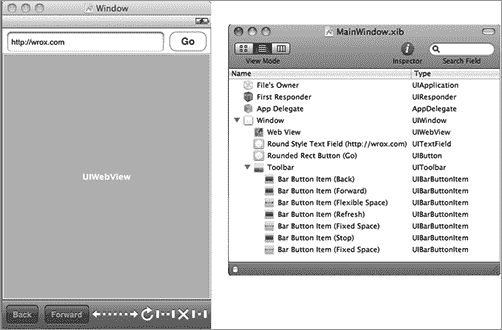 Window
http://wrox.com
Go
UIWebView
Back
Forward
MainWindow.xib
View Mode
Inspector
Search Field
Name Type
File's Owner UIApplication
First Responder UIResponder
App Delegate UIApplicationDelegate
Window UIWindow
Web View UIWebView
Round Style Text Field (http://wrox.com) UITextField
Rounded Rect Button (Go) UIButton
Toolbar UIToolbar
Bar Button Item (Back) UIBarButtonItem
Bar Button Item (Forward) UIBarButtonItem
Bar Button Item (Flexible Space) UIBarButtonItem
Bar Button Item (Refresh) UIBarButtonItem
Bar Button Item (Fixed Space) UIBarButtonItem
Bar Button Item (Stop) UIBarButtonItem
Bar Button Item (Fixed Space) UIBarButtonItem